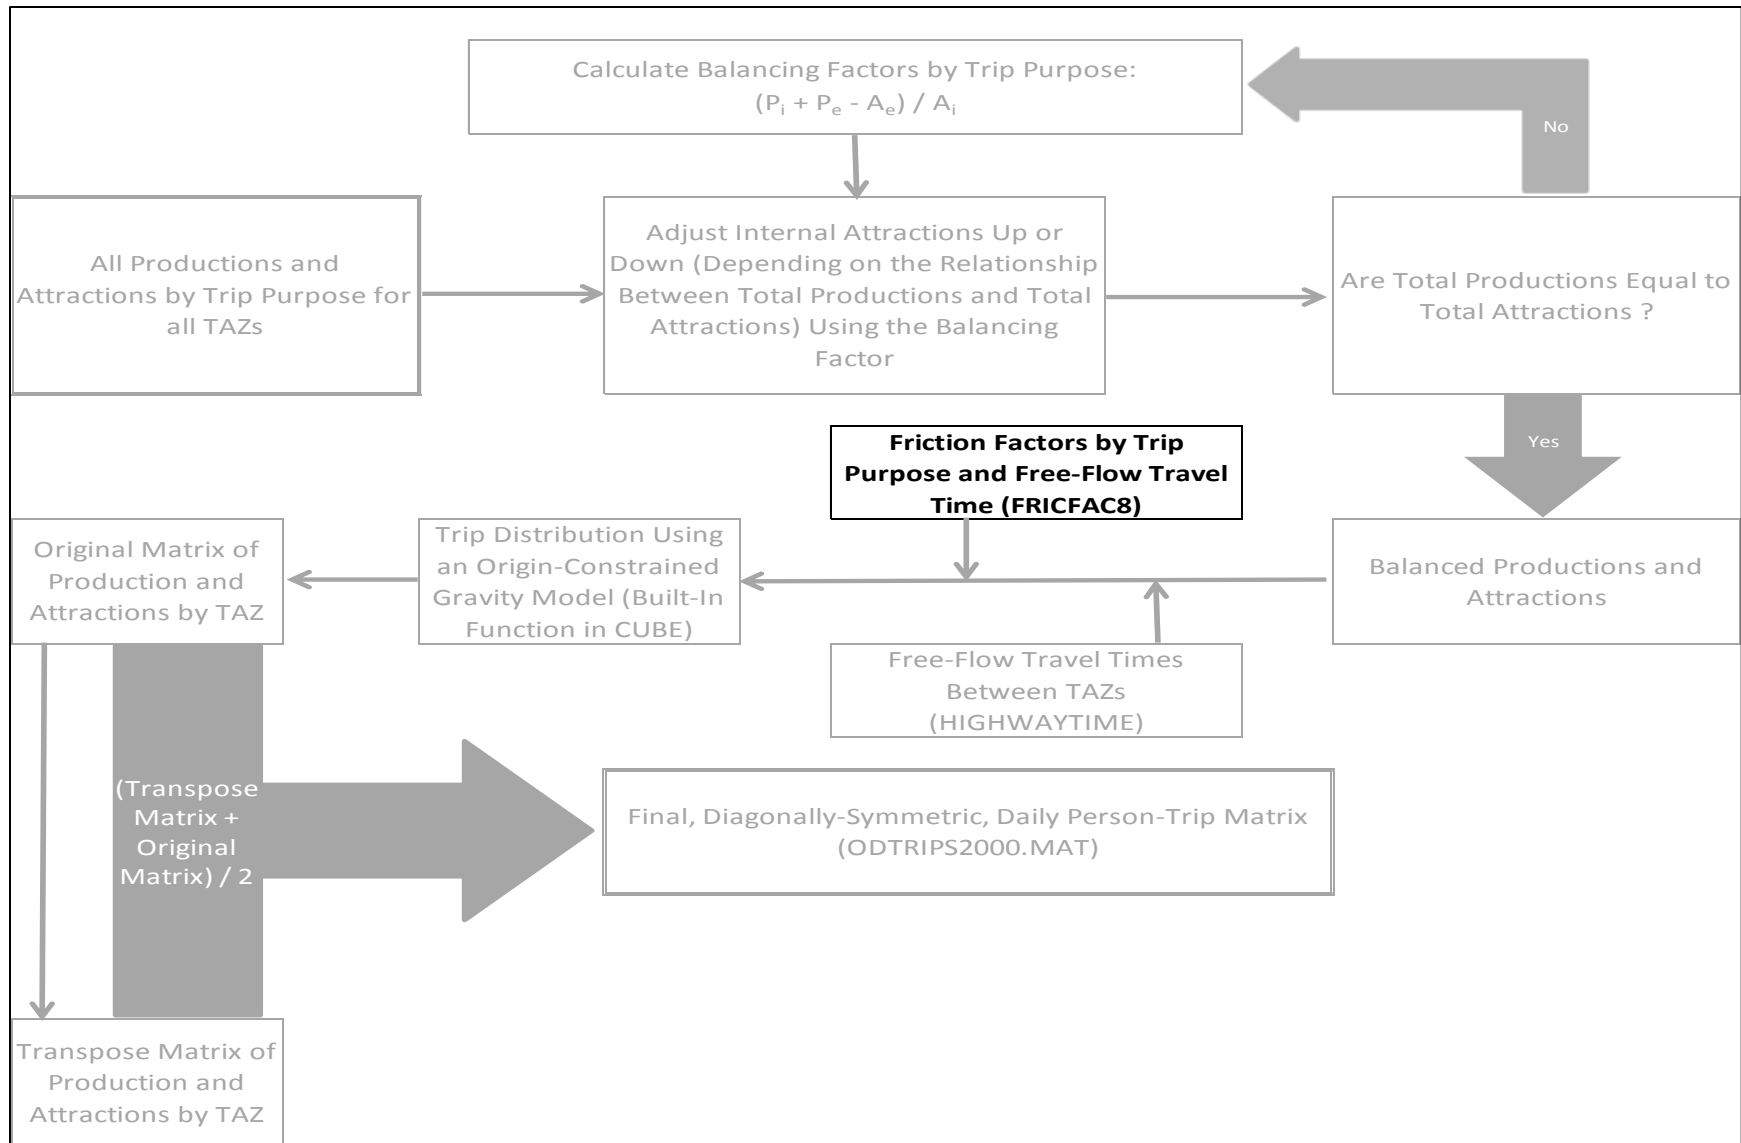 Calculate Balancing Factors by Trip Purpose:
(Pi + Pe - Ae) / Ai
No
All Productions and
Attractions by Trip Purpose for
all TAZs
Adjust Internal Attractions Up or
Down (Depending on the Relationship
Between Total Productions and Total
Attractions) Using the Balancing
Factor
Are Total Productions Equal to
Total Attractions ?
Yes
Friction Factors by Trip
Purpose and Free-Flow Travel
Time (FRICFAC8)
Original Matrix of
Production and
Attractions by TAZ
Trip Distribution Using
an Origin-Constrained
Gravity Model (Built-In
Function in CUBE)
Balanced Productions and
Attractions
Free-Flow Travel Times
Between TAZs
(HIGHWAYTIME)
(Transpose
Matrix +
Original
Matrix) / 2
Final, Diagonally-Symmetric, Daily Person-Trip Matrix
(ODTRIPS2000.MAT)
Transpose Matrix of
Production and
Attractions by TAZ